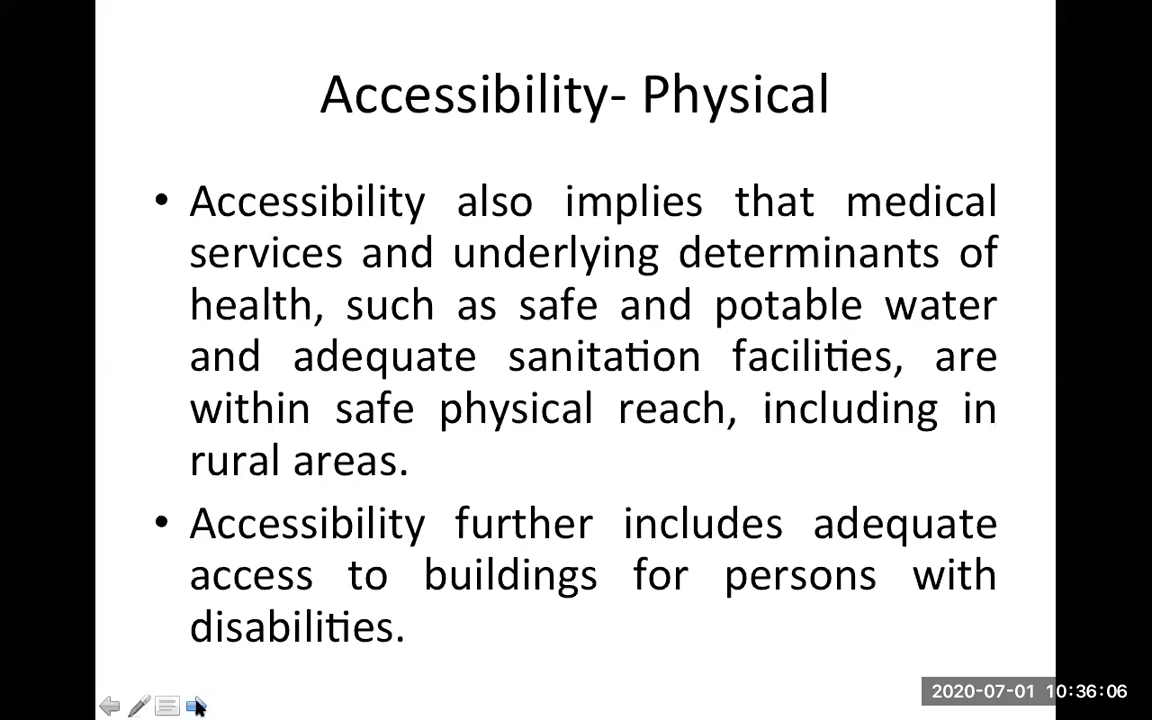 Accessibility- Physical
• Accessibility also implies that medical
services and underlying determinants of
health, such as safe and potable water
and adequate sanitation facilities, are
within safe physical reach, including in
rural areas.
• Accessibility further includes adequate
access to buildings for persons with
disabilities.
2020-07-01 10:36:06